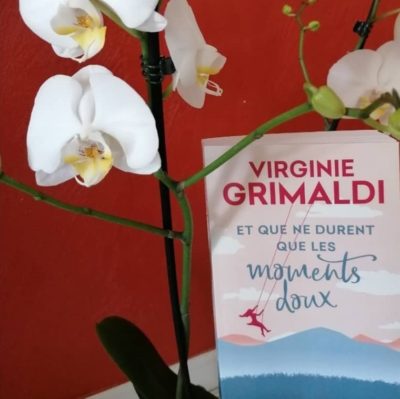 VIRGINIE
GRIMALDI
ET QUE NE DURENT
QUE LES
moments
doux